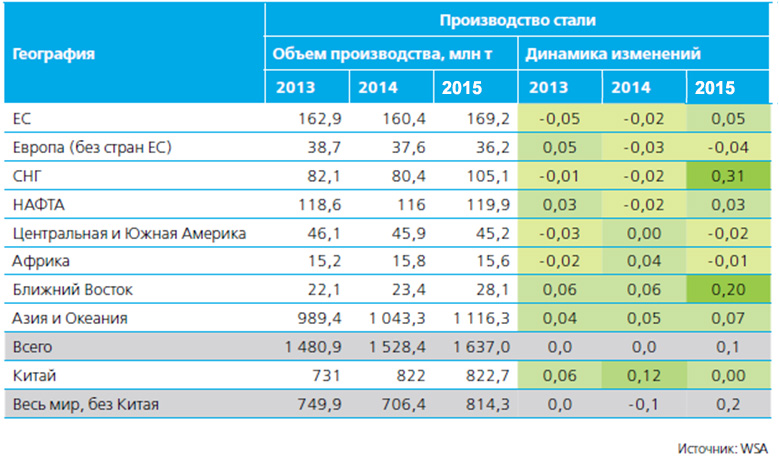 Производство стали
География
Объем производства, млн т Динамика изменений
2013 2014 2015 2013 2014 2015
ЕС 162,9 160,4 169,2 -0,05 -0,02 0,05
Европа (без стран ЕС) 38,7 37,6 36,2 0,05 -0,03 -0,04
СНГ 82,1 80,4 105,1 -0,01 -0,02 0,31
НАФТА 118,6 116 119,9 0,03 -0,02 0,03
Центральная и Южная Америка 46,1 45,9 45,2 -0,03 0,00 -0,02
Африка 15,2 15,8 15,6 -0,02 0,04 -0,01
Ближний Восток 22,1 23,4 28,1 0,06 0,06 0,20
Азия и Океания 989,4 1 043,3 1 116,3 0,04 0,05 0,07
Всего 1 480,9 1 528,4 1 637,0 0,0 0,0 0,1
Китай 731 822 822,7 0,06 0,12 0,00
Весь мир, без Китая 749,9 706,4 814,3 0,0 -0,1 0,2
Источник: WSA